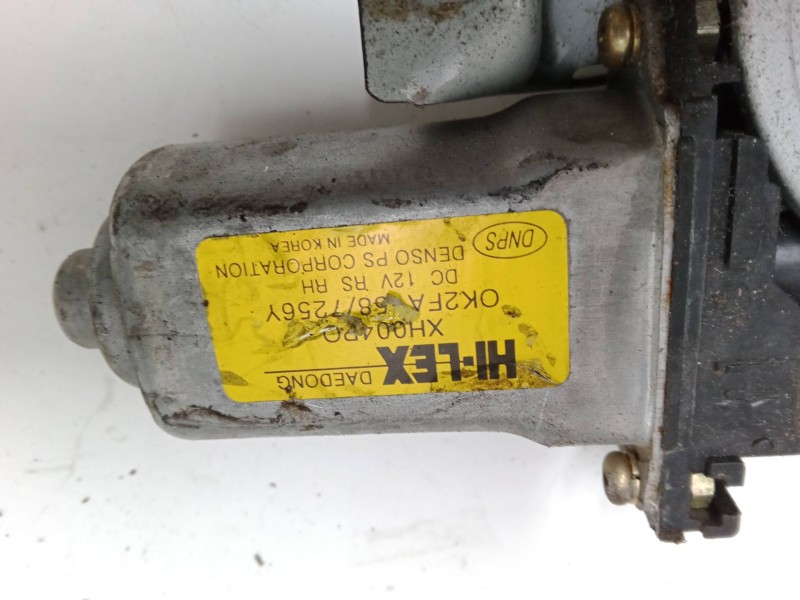 HI-LEX DAEDONG
XH004RO
OK2FA 58/7256Y
DC 12V RS RH
DENSO PS CORPORATION
MADE IN KOREA
DNPS